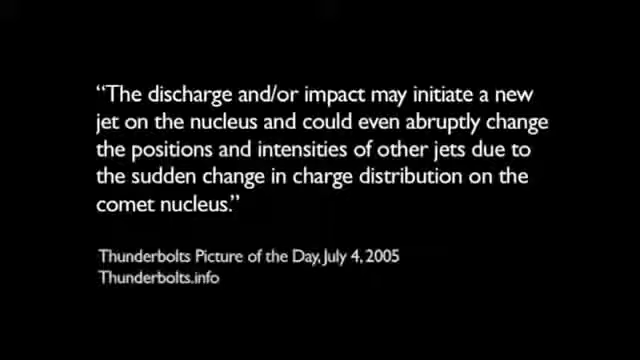 “The discharge and/or impact may initiate a new
jet on the nucleus and could even abruptly change
the positions and intensities of other jets due to
the sudden change in charge distribution on the
comet nucleus.”
Thunderbolts Picture of the Day, July 4, 2005
Thunderbolts.info